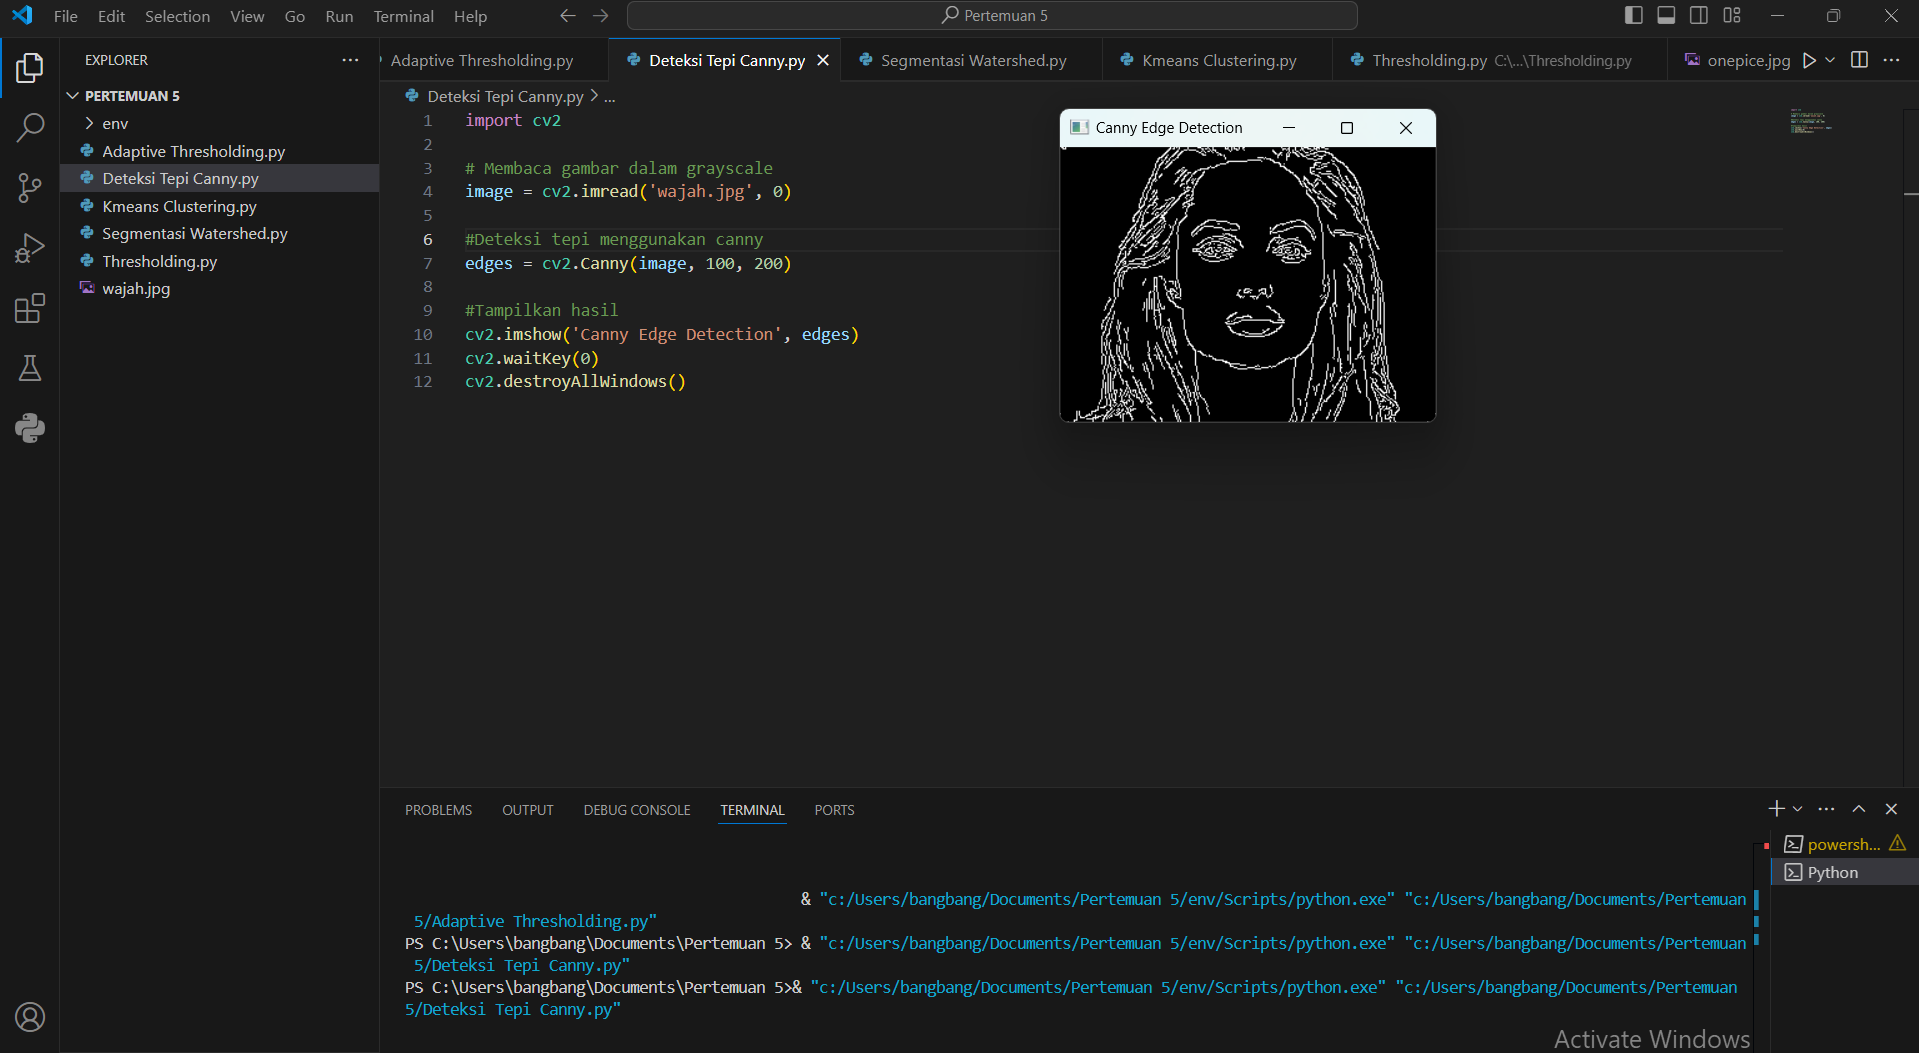 File Edit Selection View Go Run Terminal Help
Pertemuan 5
EXPLORER
PERTEMUAN 5
env
Adaptive Thresholding.py
Deteksi Tepi Canny.py
Kmeans Clustering.py
Segmentasi Watershed.py
Thresholding.py
wajah.jpg
Adaptive Thresholding.py
Deteksi Tepi Canny.py
Segmentasi Watershed.py
Kmeans Clustering.py
Thresholding.py C:\...\Thresholding.py
onepice.jpg
Deteksi Tepi Canny.py > ...
1 import cv2
2
3 # Membaca gambar dalam grayscale
4 image = cv2.imread('wajah.jpg', 0)
5
6 #Deteksi tepi menggunakan canny
7 edges = cv2.Canny(image, 100, 200)
8
9 #Tampilkan hasil
10 cv2.imshow('Canny Edge Detection', edges)
11 cv2.waitKey(0)
12 cv2.destroyAllWindows()
Canny Edge Detection
PROBLEMS OUTPUT DEBUG CONSOLE TERMINAL PORTS
& "c:/Users/bangbang/Documents/Pertemuan 5/env/Scripts/python.exe" "c:/Users/bangbang/Documents/Pertemuan
5/Adaptive Thresholding.py"
PS C:\Users\bangbang\Documents\Pertemuan 5> & "c:/Users/bangbang/Documents/Pertemuan 5/env/Scripts/python.exe" "c:/Users/bangbang/Documents/Pertemuan
5/Deteksi Tepi Canny.py"
PS C:\Users\bangbang\Documents\Pertemuan 5>& "c:/Users/bangbang/Documents/Pertemuan 5/env/Scripts/python.exe" "c:/Users/bangbang/Documents/Pertemuan
5/Deteksi Tepi Canny.py"
powersh...
Python
Activate Windows